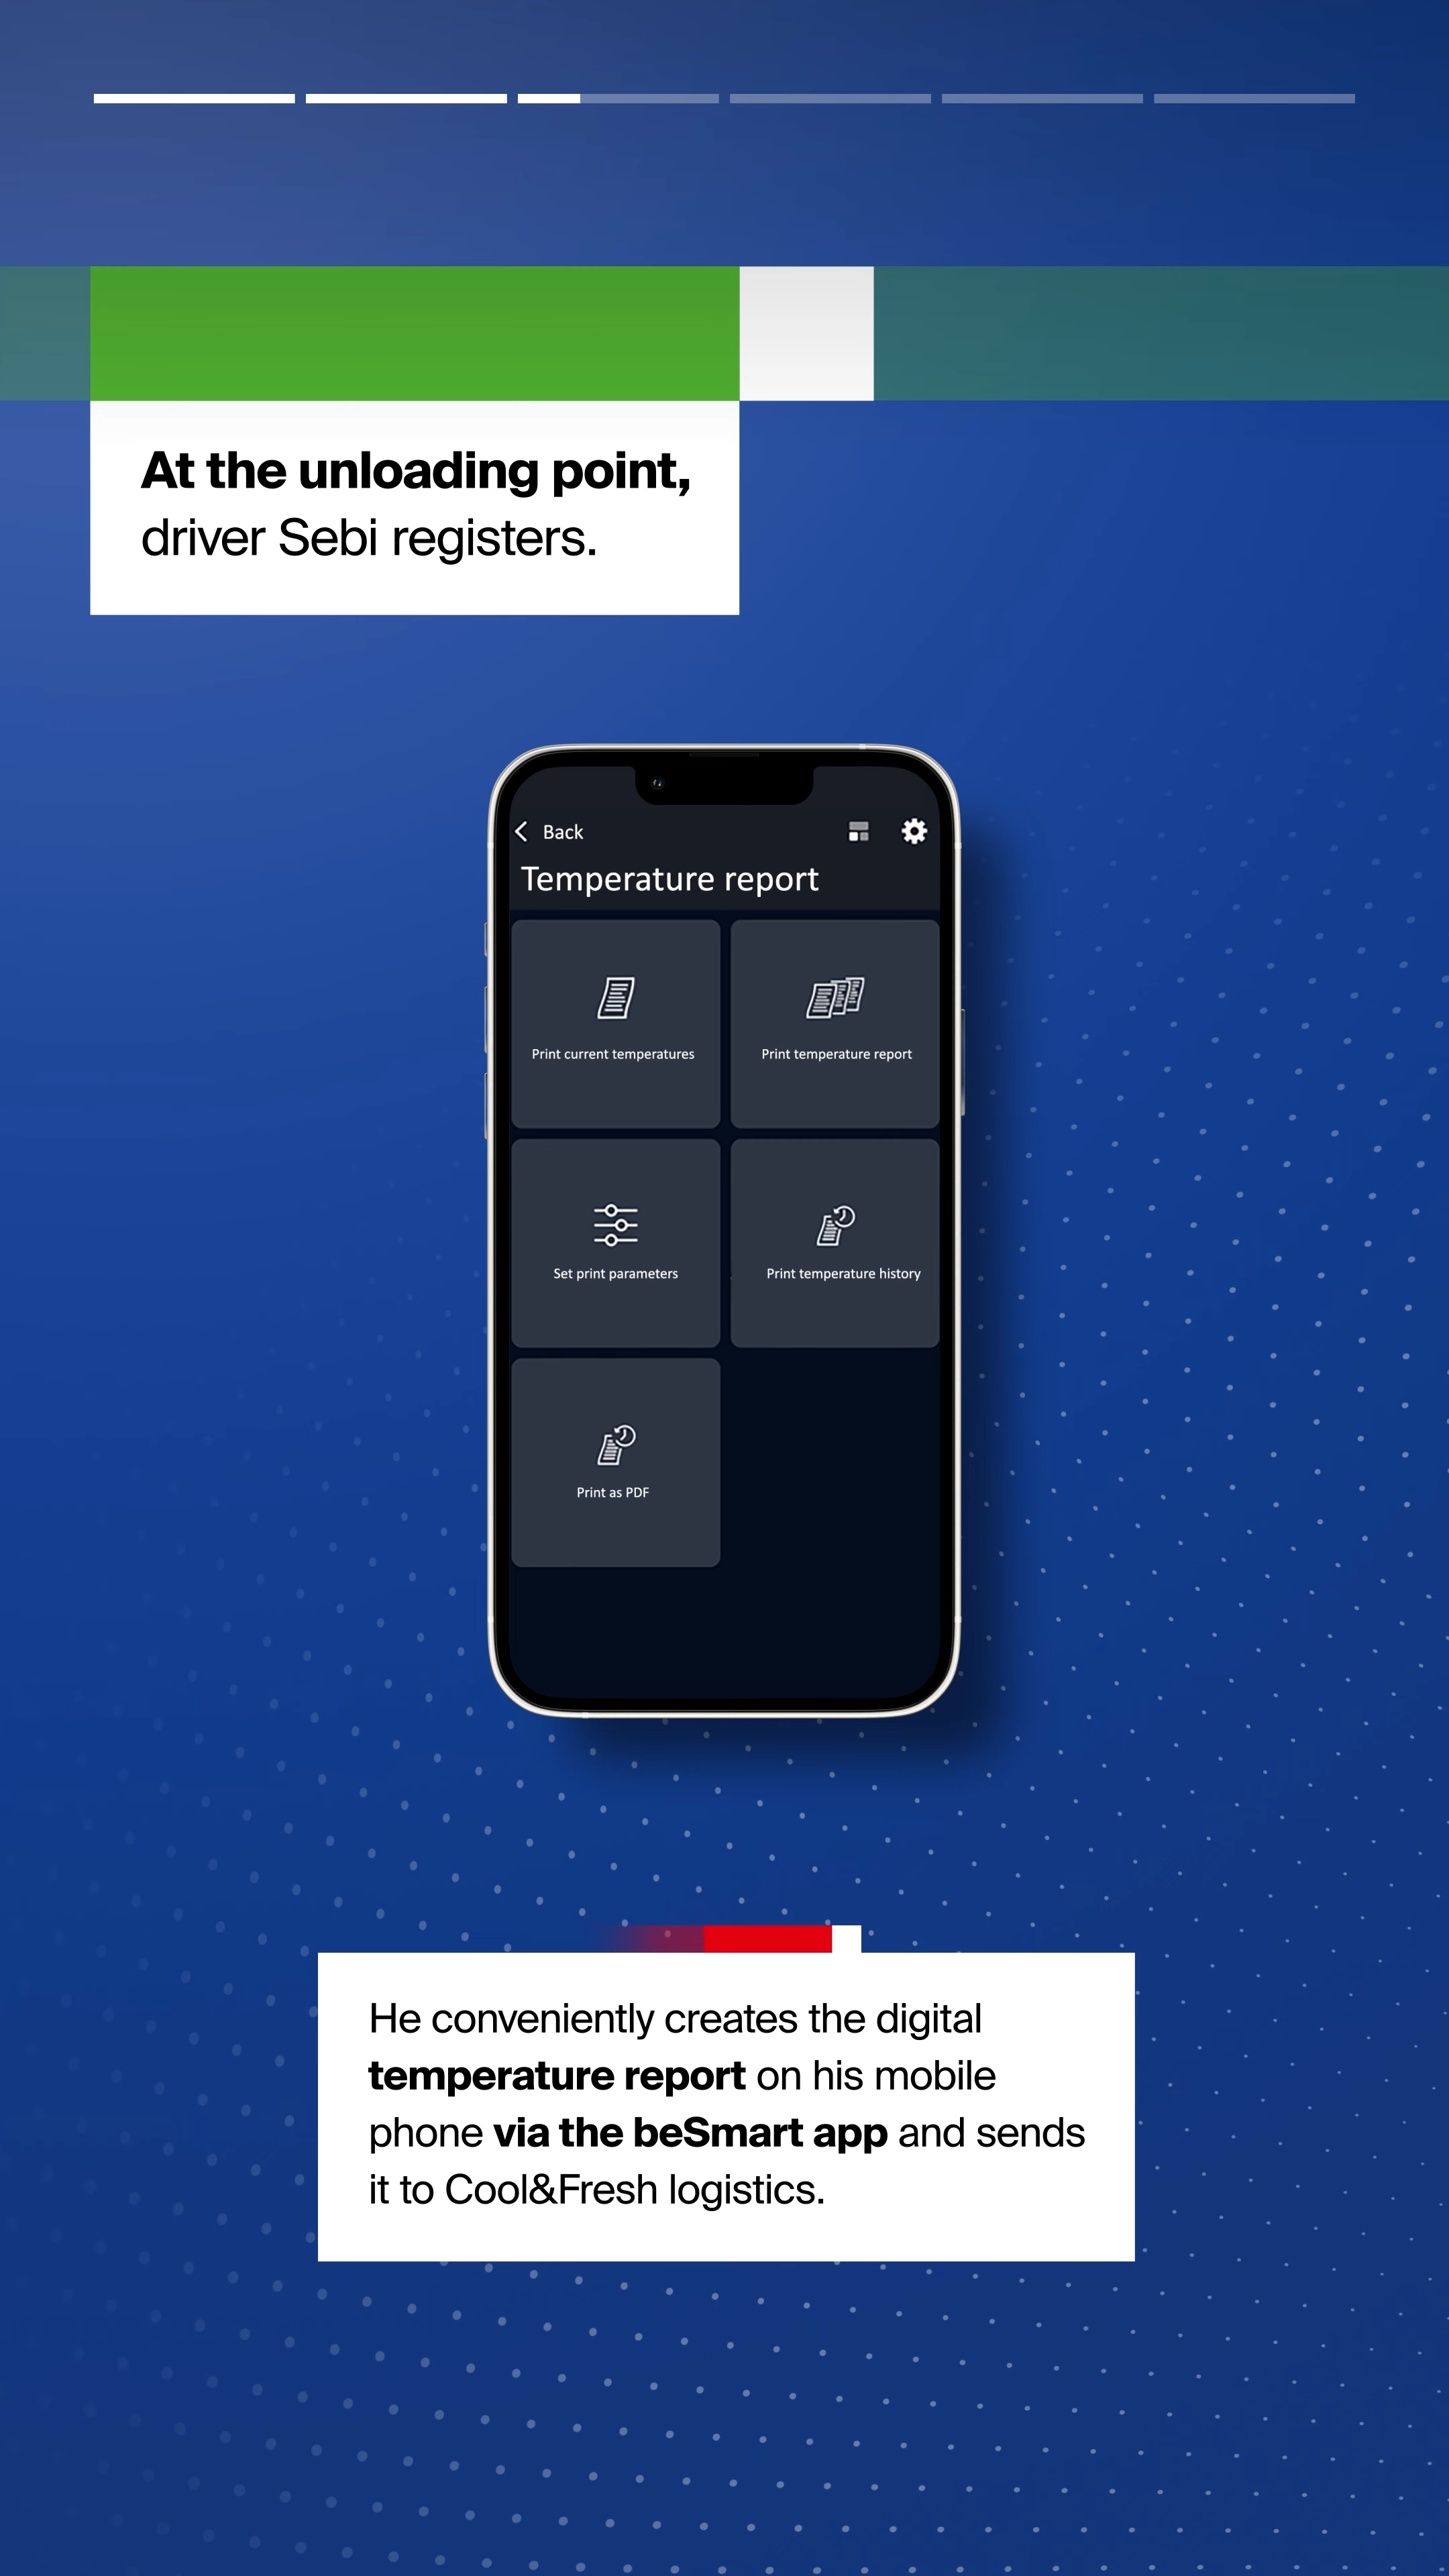 At the unloading point,
driver Sebi registers.
Back
Temperature report
Print current temperatures
Print temperature report
Set print parameters
Print temperature history
Print as PDF
He conveniently creates the digital
temperature report on his mobile
phone via the beSmart app and sends
it to Cool&Fresh logistics.